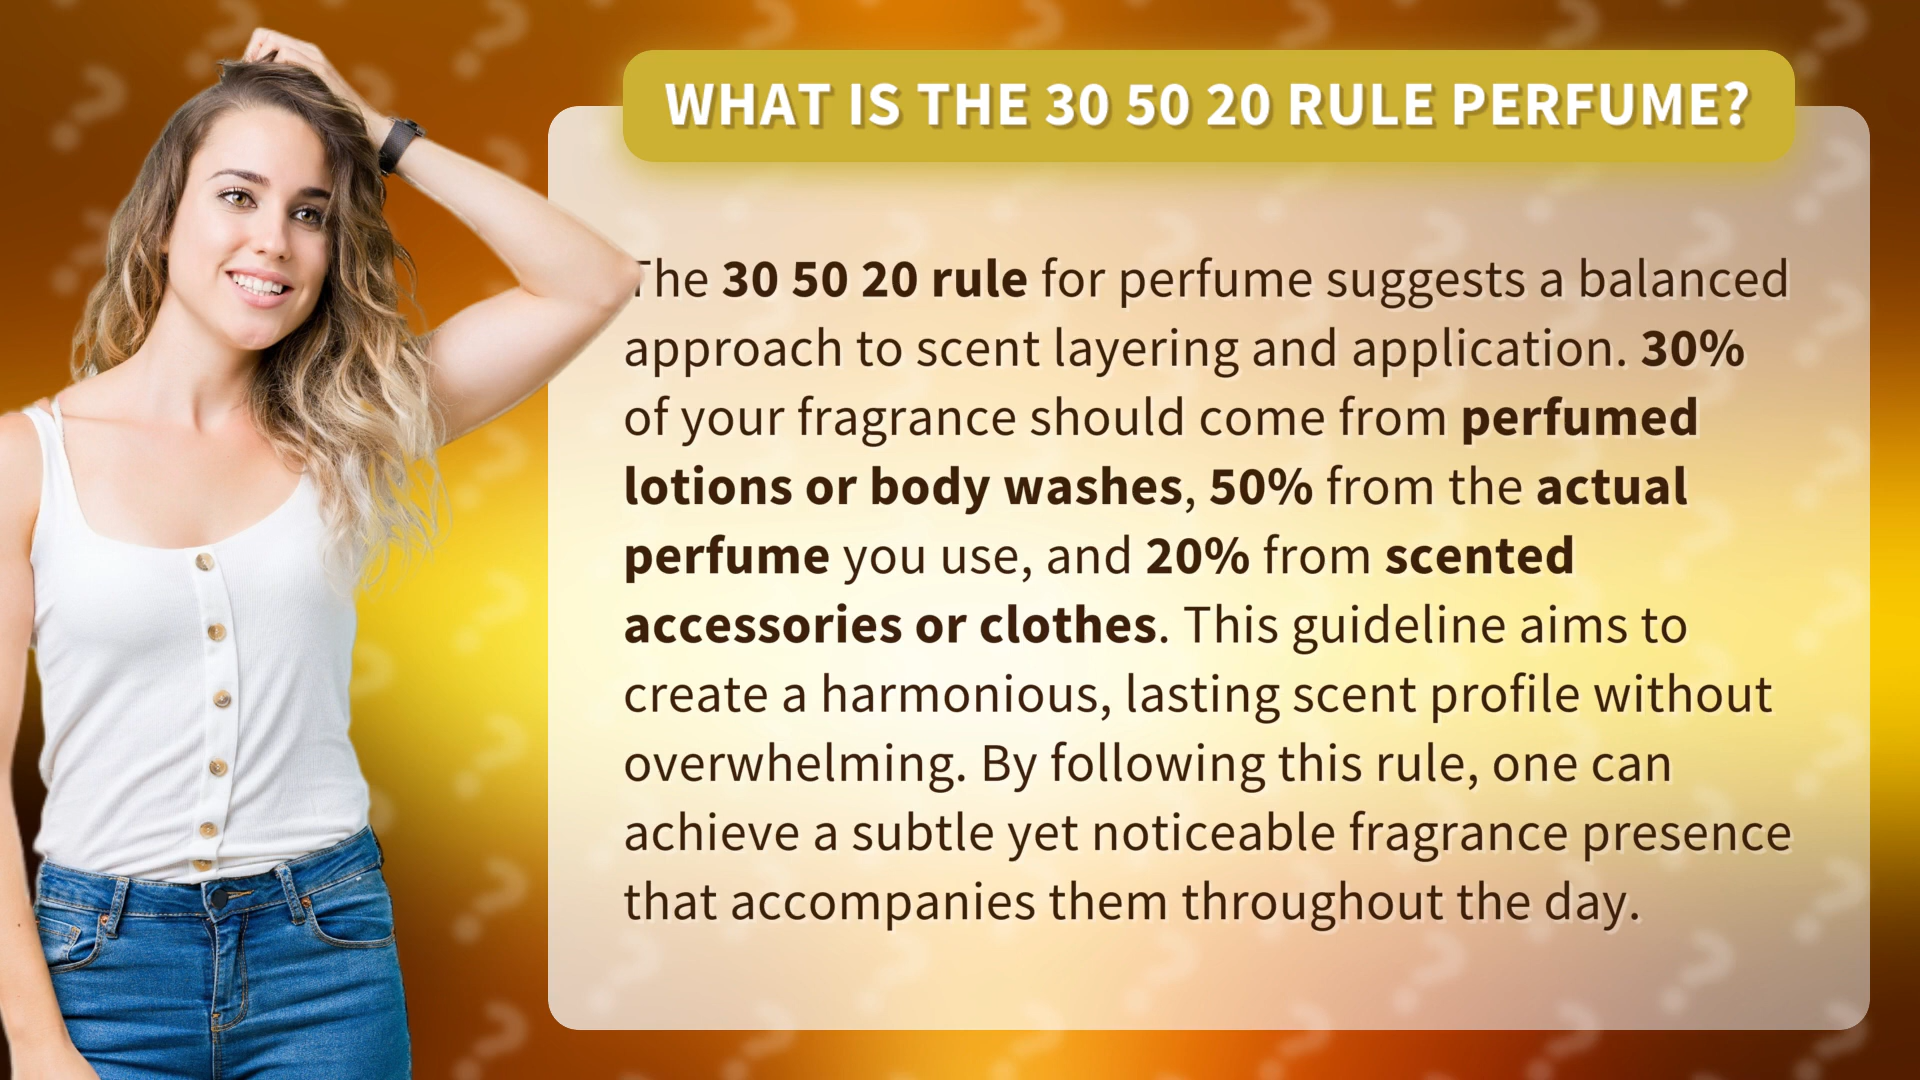 WHAT IS THE 30 50 20 RULE PERFUME?
The 30 50 20 rule for perfume suggests a balanced
approach to scent layering and application. 30%
of your fragrance should come from perfumed
lotions or body washes, 50% from the actual
perfume you use, and 20% from scented
accessories or clothes. This guideline aims to
create a harmonious, lasting scent profile without
overwhelming. By following this rule, one can
achieve a subtle yet noticeable fragrance presence
that accompanies them throughout the day.